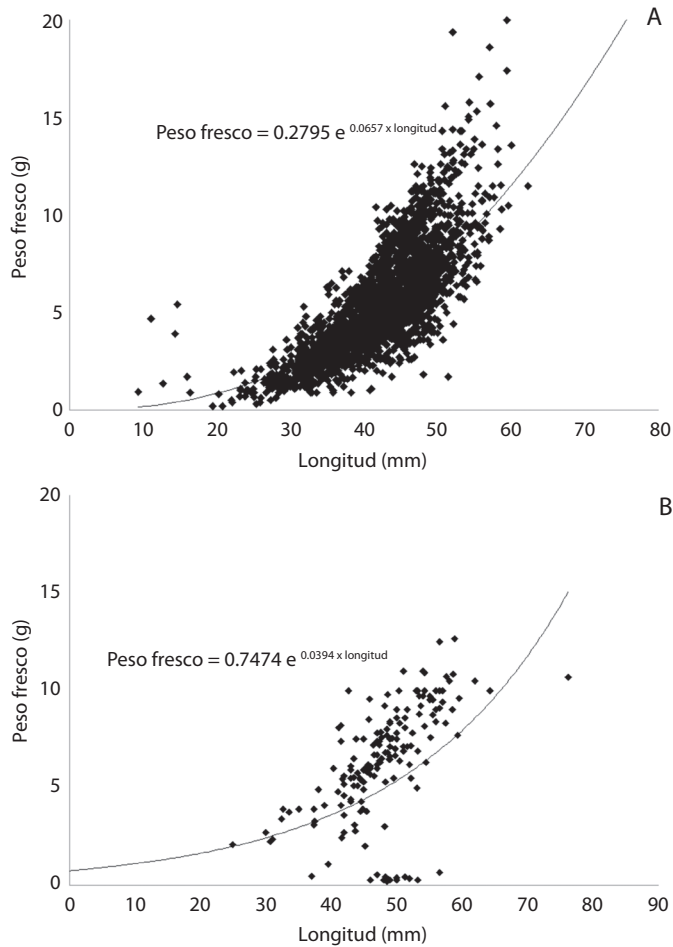 A
20
15
10
5
0
Peso fresco (g)
Peso fresco = 0.2795 e 0.0657 x longitud
0 10 20 30 40 50 60 70 80
Longitud (mm)
B
20
15
10
5
0
Peso fresco (g)
Peso fresco = 0.7474 e 0.0394 x longitud
0 10 20 30 40 50 60 70 80 90
Longitud (mm)